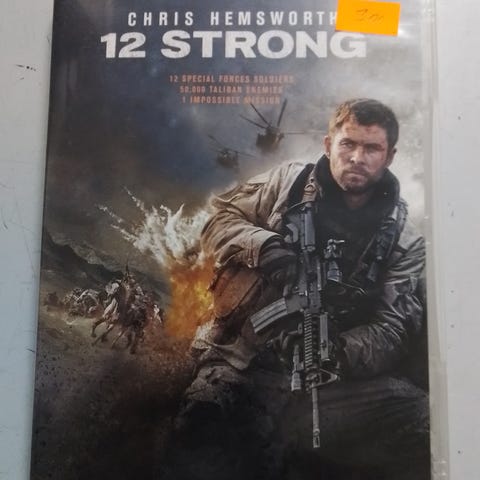 CHRIS HEMSWORTH
12 STRONG
12 SPECIAL FORCES SOLDIERS
50,000 TALIBAN ENEMIES
1 IMPOSSIBLE MISSION